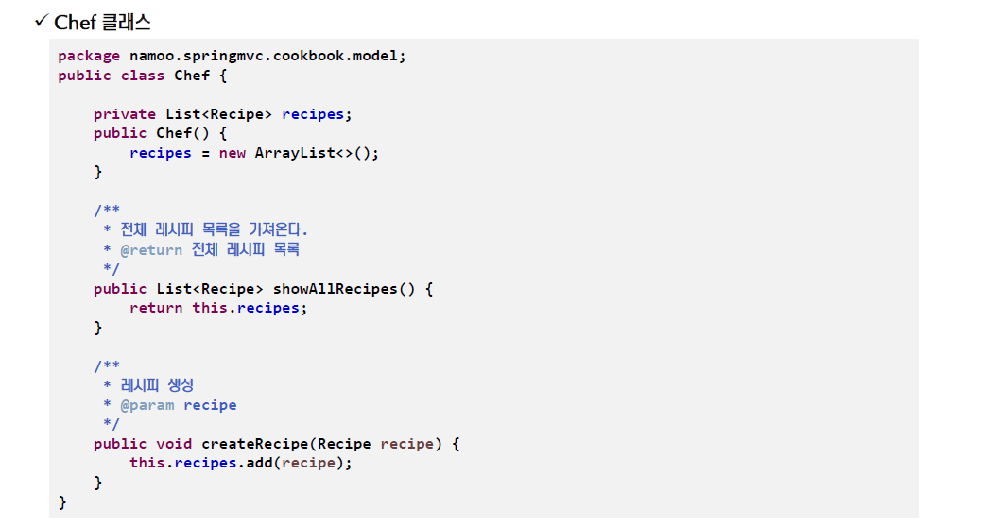 ✓ Chef 클래스
package namoo.springmvc.cookbook.model;
public class Chef {
private List<Recipe> recipes;
public Chef() {
recipes = new ArrayList<>();
}
/**
* 전체 레시피 목록을 가져온다.
* @return 전체 레시피 목록
*/
public List<Recipe> showAllRecipes() {
return this.recipes;
}
/**
* 레시피 생성
* @param recipe
*/
public void createRecipe(Recipe recipe) {
this.recipes.add(recipe);
}
}